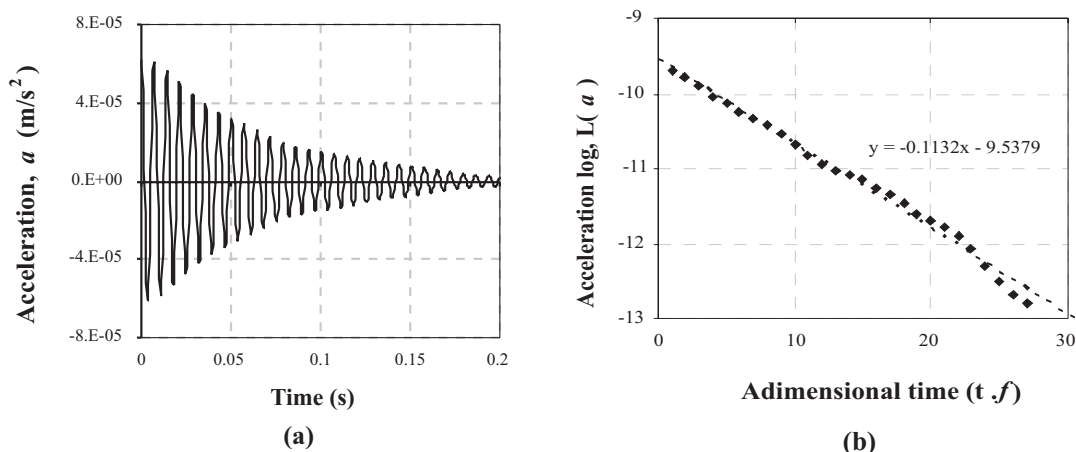 8.E-05
4.E-05
0.E+00
-4.E-05
-8.E-05
Acceleration, a (m/s²)
0
0.05
0.1
0.15
0.2
Time (s)
(a)
-9
-10
-11
-12
-13
Acceleration log, L( a )
y = -0.1132x - 9.5379
0
10
20
30
Adimensional time (t .f)
(b)